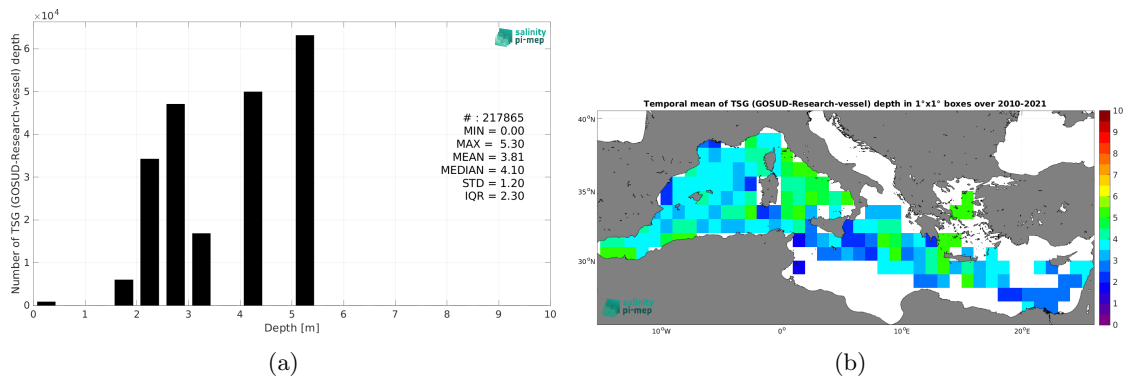 ×10⁴
salinity
pi-mep
Number of TSG (GOSUD-Research-vessel) depth
6
5
4
3
2
1
0
# : 217865
MIN = 0.00
MAX = 5.30
MEAN = 3.81
MEDIAN = 4.10
STD = 1.20
IQR = 2.30
0 1 2 3 4 5 6 7 8 9 10
Depth [m]
(a)
Temporal mean of TSG (GOSUD-Research-vessel) depth in 1°x1° boxes over 2010-2021
40°N
35°N
30°N
10°W 0° 10°E 20°E
10
9
8
7
6
5
4
3
2
1
0
salinity
pi-mep
(b)